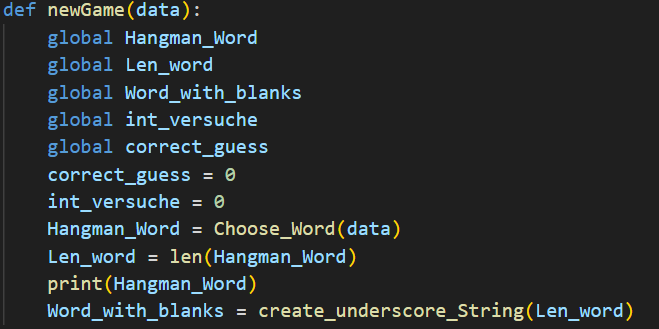 def newGame(data):
    global Hangman_Word
    global Len_word
    global Word_with_blanks
    global int_versuche
    global correct_guess
    correct_guess = 0
    int_versuche = 0
    Hangman_Word = Choose_Word(data)
    Len_word = len(Hangman_Word)
    print(Hangman_Word)
    Word_with_blanks = create_underscore_String(Len_word)